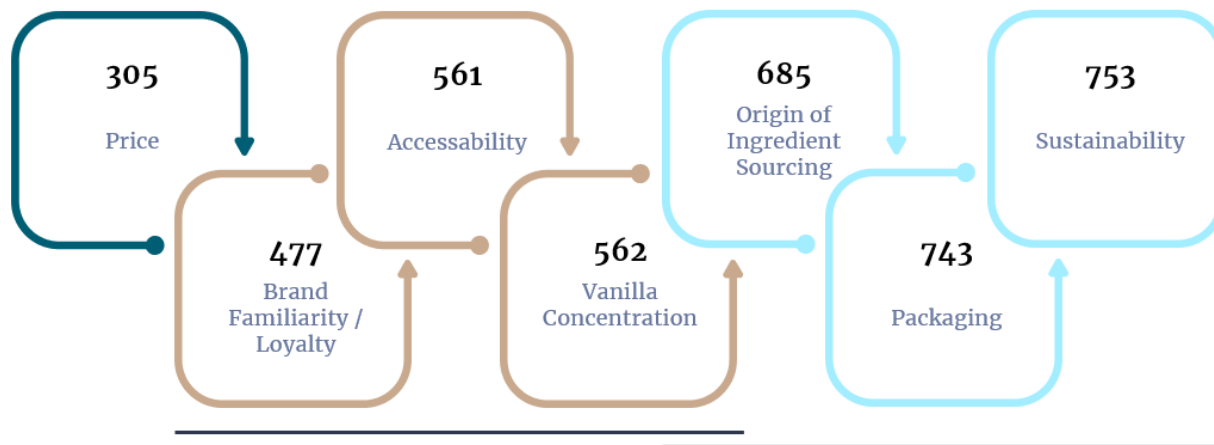 305
Price
477
Brand
Familiarity /
Loyalty
561
Accessability
562
Vanilla
Concentration
685
Origin of
Ingredient
Sourcing
743
Packaging
753
Sustainability